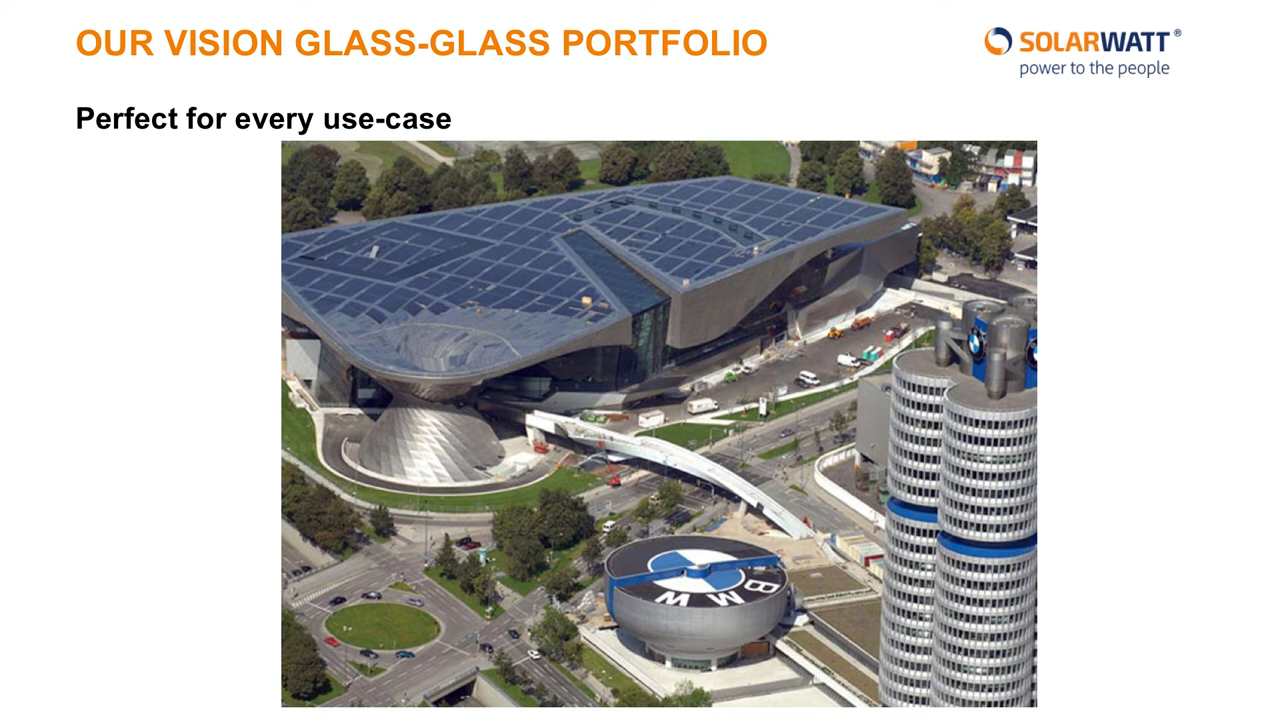 OUR VISION GLASS-GLASS PORTFOLIO
SOLARWATT®
power to the people
Perfect for every use-case
BMW